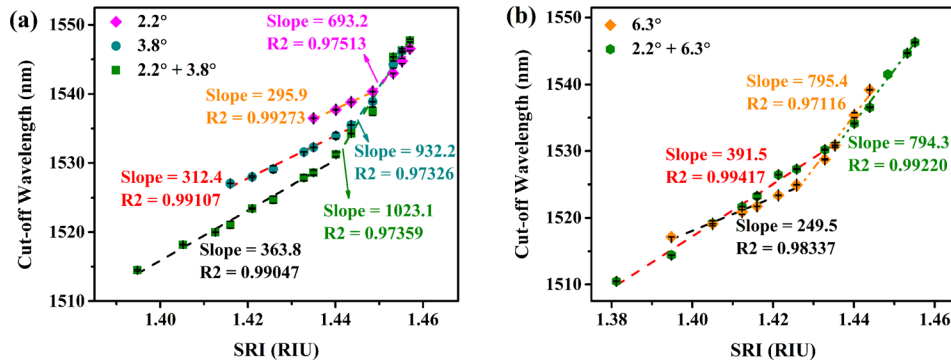 (a)
2.2°
3.8°
2.2° + 3.8°
Slope = 693.2
R2 = 0.97513
Slope = 295.9
R2 = 0.99273
Slope = 932.2
R2 = 0.97326
Slope = 312.4
R2 = 0.99107
Slope = 1023.1
R2 = 0.97359
Slope = 363.8
R2 = 0.99047
Cut-off Wavelength (nm)
1550
1540
1530
1520
1510
1.40
1.42
1.44
1.46
SRI (RIU)
(b)
6.3°
2.2° + 6.3°
Slope = 795.4
R2 = 0.97116
Slope = 391.5
R2 = 0.99417
Slope = 794.3
R2 = 0.99220
Slope = 249.5
R2 = 0.98337
Cut-off Wavelength (nm)
1550
1540
1530
1520
1510
1.38
1.40
1.42
1.44
1.46
SRI (RIU)